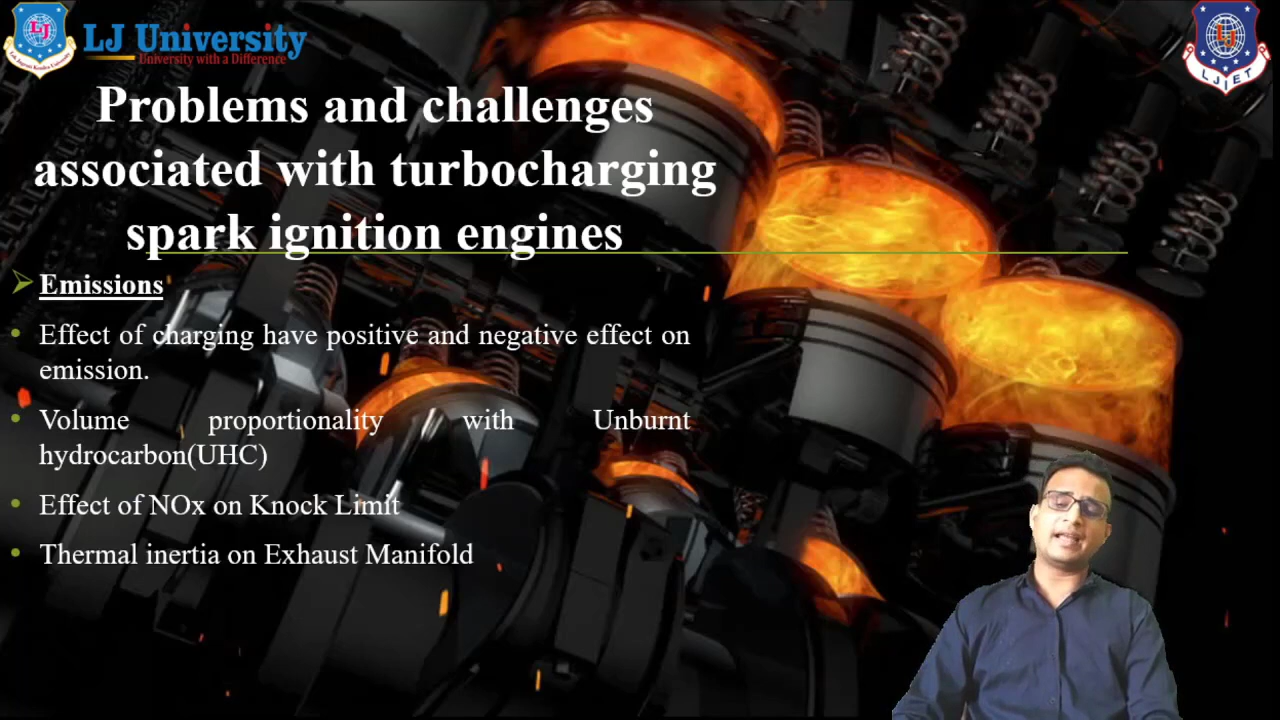 LJ University
University with a Difference
LJ
LJIET
Problems and challenges
associated with turbocharging
spark ignition engines
Emissions
Effect of charging have positive and negative effect on
emission.
Volume proportionality with Unburnt
hydrocarbon(UHC)
Effect of NOx on Knock Limit
Thermal inertia on Exhaust Manifold